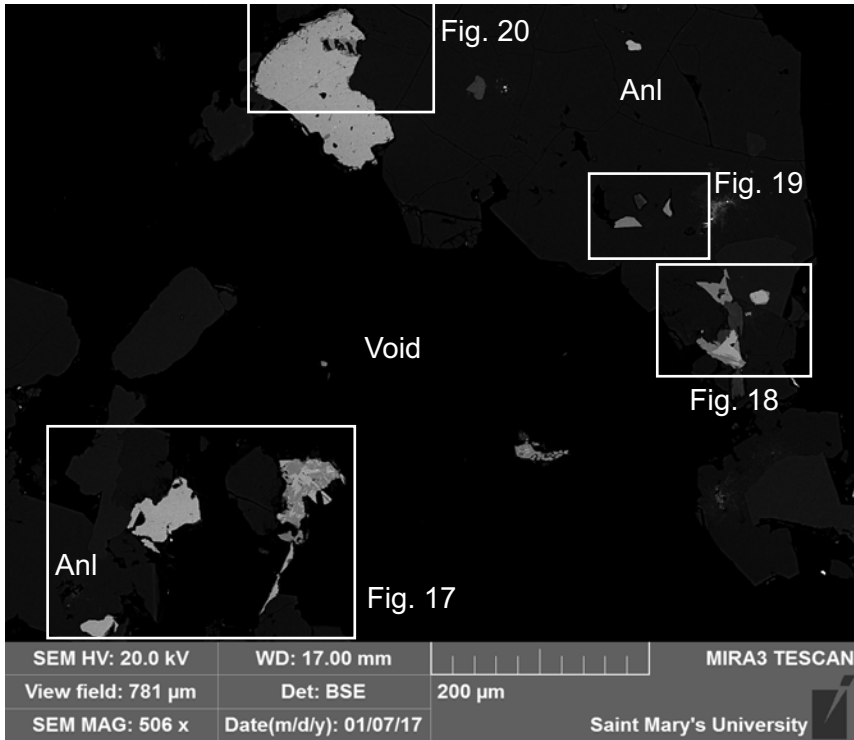 Fig. 20
Anl
Fig. 19
Void
Fig. 18
Anl
Fig. 17
SEM HV: 20.0 kV
WD: 17.00 mm
MIRA3 TESCAN
View field: 781 µm
Det: BSE
200 µm
SEM MAG: 506 x
Date(m/d/y): 01/07/17
Saint Mary's University